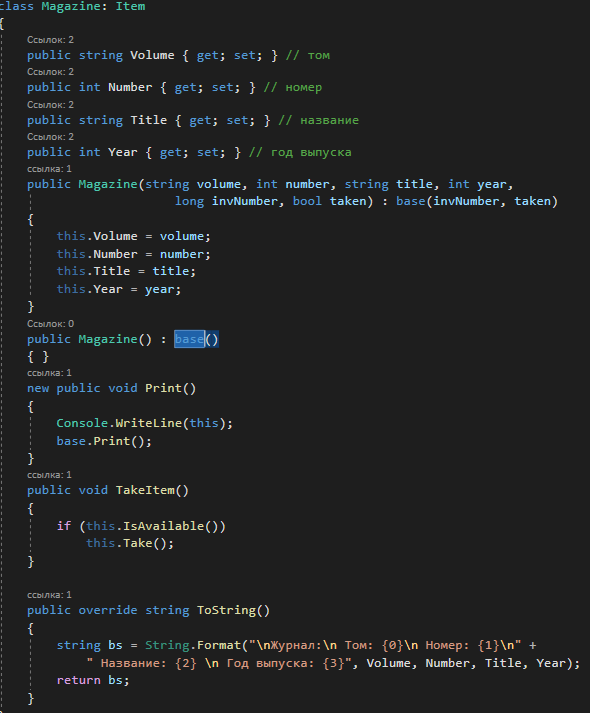 class Magazine: Item
{
Ссылок: 2
public string Volume { get; set; } // том
Ссылок: 2
public int Number { get; set; } // номер
Ссылок: 2
public string Title { get; set; } // название
Ссылок: 2
public int Year { get; set; } // год выпуска
ссылка: 1
public Magazine(string volume, int number, string title, int year,
long invNumber, bool taken) : base(invNumber, taken)
{
this.Volume = volume;
this.Number = number;
this.Title = title;
this.Year = year;
}
Ссылок: 0
public Magazine() : base()
{ }
ссылка: 1
new public void Print()
{
Console.WriteLine(this);
base.Print();
}
ссылка: 1
public void TakeItem()
{
if (this.IsAvailable())
this.Take();
}
ссылка: 1
public override string ToString()
{
string bs = String.Format("\nЖурнал:\n Том: {0}\n Номер: {1}\n" +
" Название: {2} \n Год выпуска: {3}", Volume, Number, Title, Year);
return bs;
}